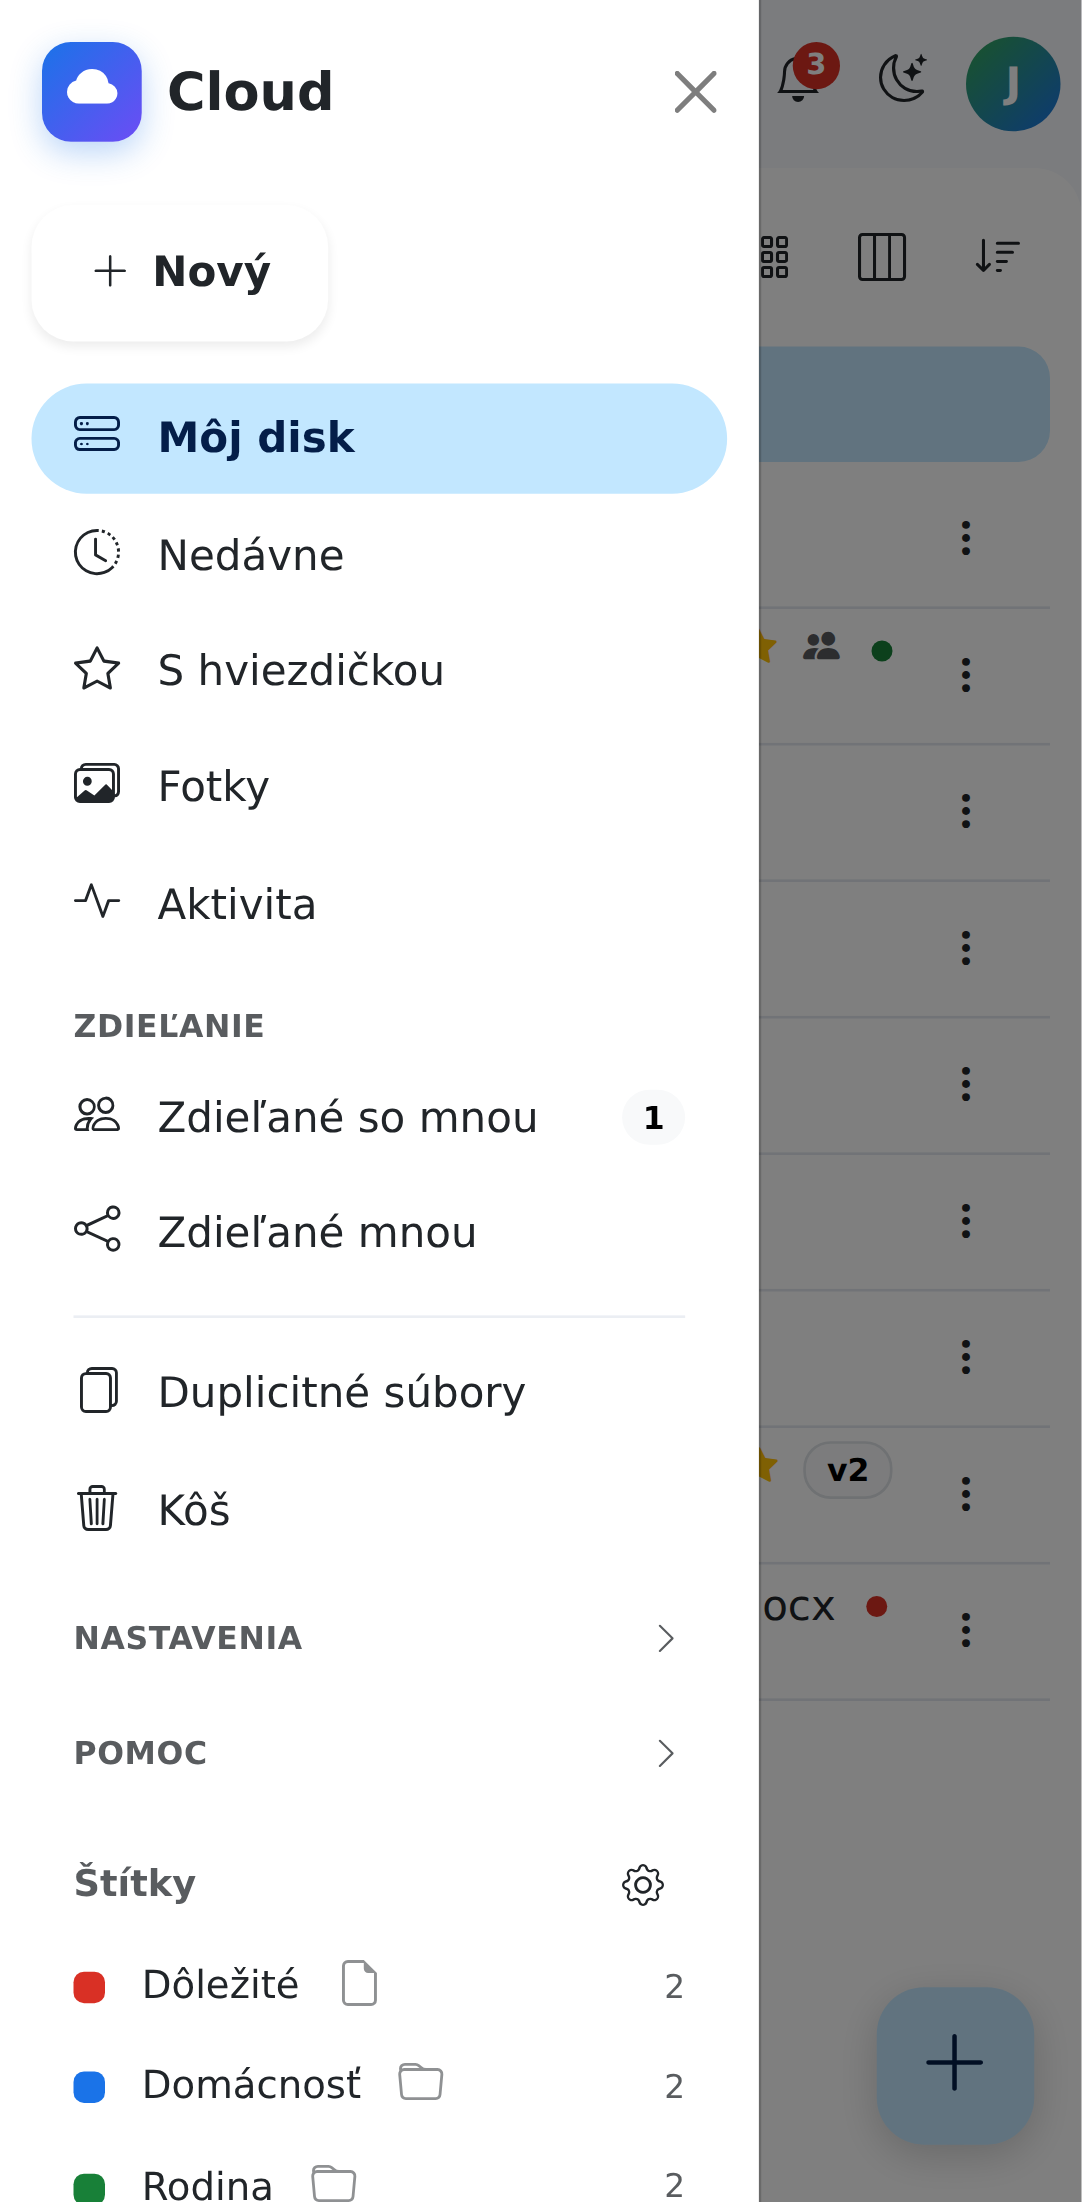 Cloud
3
J
Nový
Môj disk
Nedávne
S hviezdičkou
Fotky
Aktivita
ZDIEĽANIE
Zdieľané so mnou 1
Zdieľané mnou
Duplicitné súbory
v2
Kôš
ocx
NASTAVENIA
POMOC
Štítky
Dôležité 2
Domácnosť 2
Rodina 2